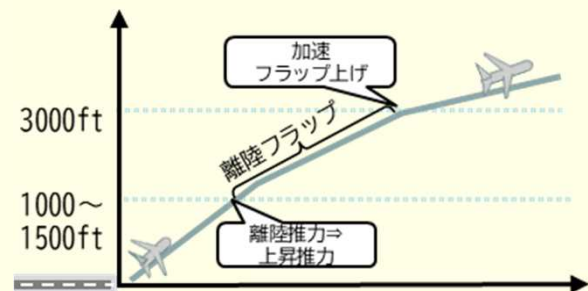 加速
フラップ上げ
3000ft
離陸フラップ
1000～
1500ft
離陸推力⇒
上昇推力